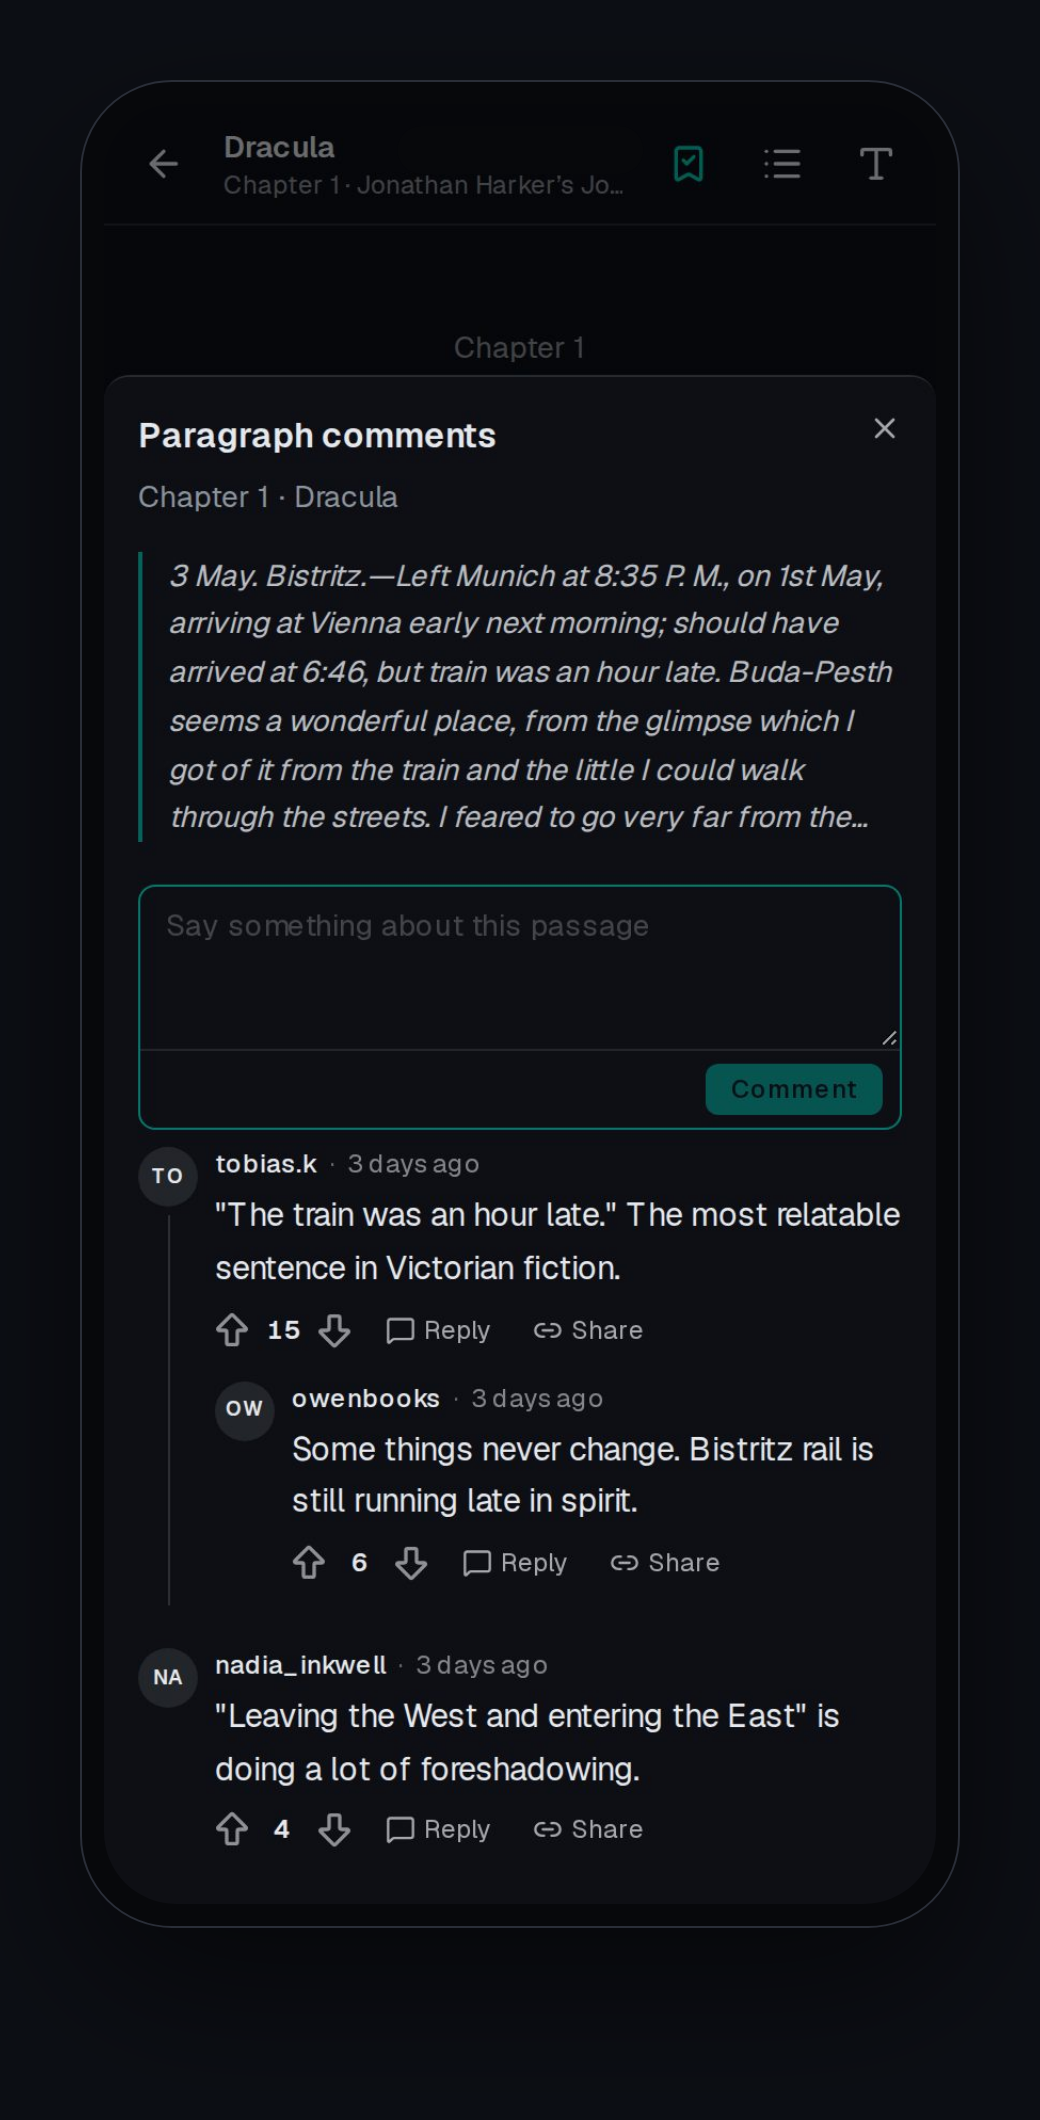 Dracula
Chapter 1 · Jonathan Harker’s Jo...
Chapter 1
Paragraph comments
Chapter 1 · Dracula
3 May. Bistritz.—Left Munich at 8:35 P. M., on 1st May,
arriving at Vienna early next morning; should have
arrived at 6:46, but train was an hour late. Buda-Pesth
seems a wonderful place, from the glimpse which I
got of it from the train and the little I could walk
through the streets. I feared to go very far from the...
Say something about this passage
Comment
TO
tobias.k · 3 days ago
"The train was an hour late." The most relatable
sentence in Victorian fiction.
15 Reply Share
OW
owenbooks · 3 days ago
Some things never change. Bistritz rail is
still running late in spirit.
6 Reply Share
NA
nadia_inkwell · 3 days ago
"Leaving the West and entering the East" is
doing a lot of foreshadowing.
4 Reply Share